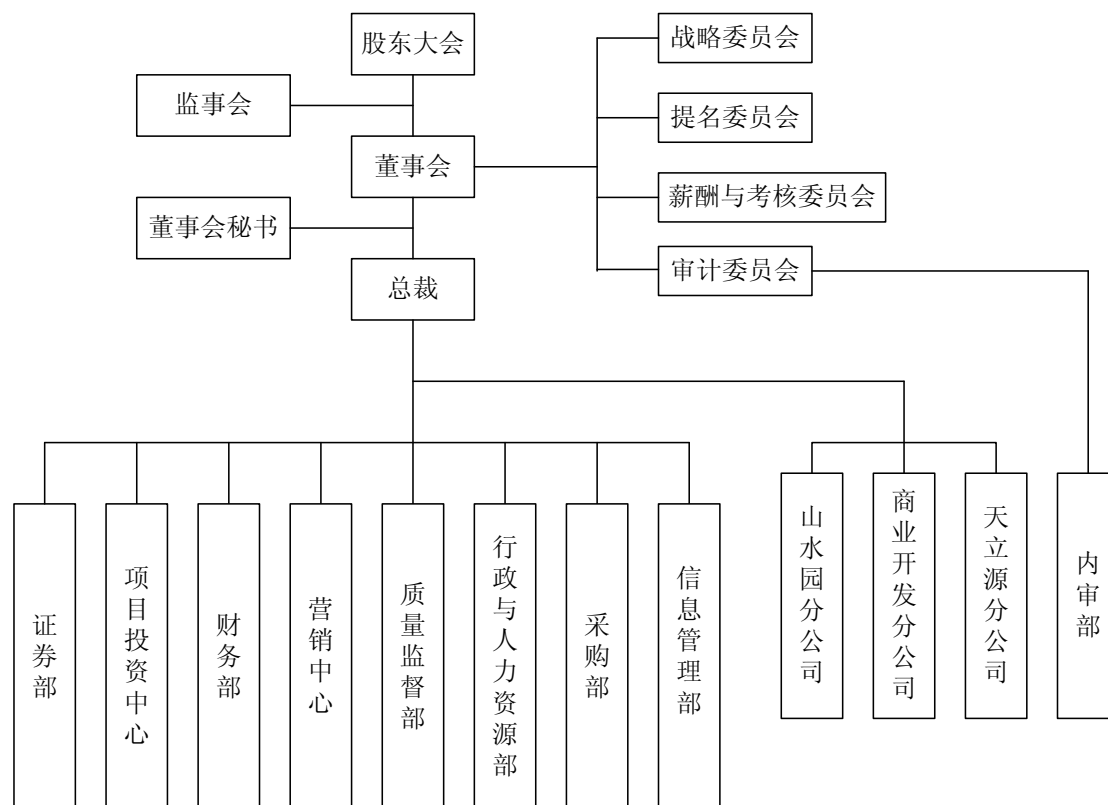 股东大会
战略委员会
监事会
提名委员会
董事会
薪酬与考核委员会
董事会秘书
审计委员会
总裁
证券部
项目投资中心
财务部
营销中心
质量监督部
行政与人力资源部
采购部
信息管理部
山水园分公司
商业开发分公司
天立源分公司
内审部